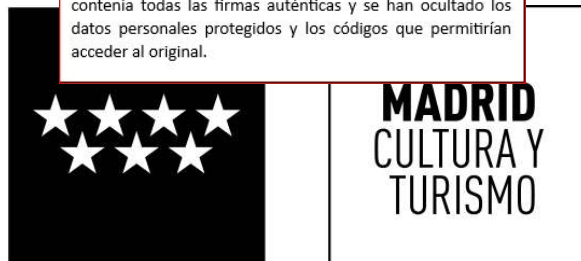 contenía todas las firmas auténticas y se han ocultado los
datos personales protegidos y los códigos que permitirían
acceder al original.
MADRID
CULTURA Y
TURISMO